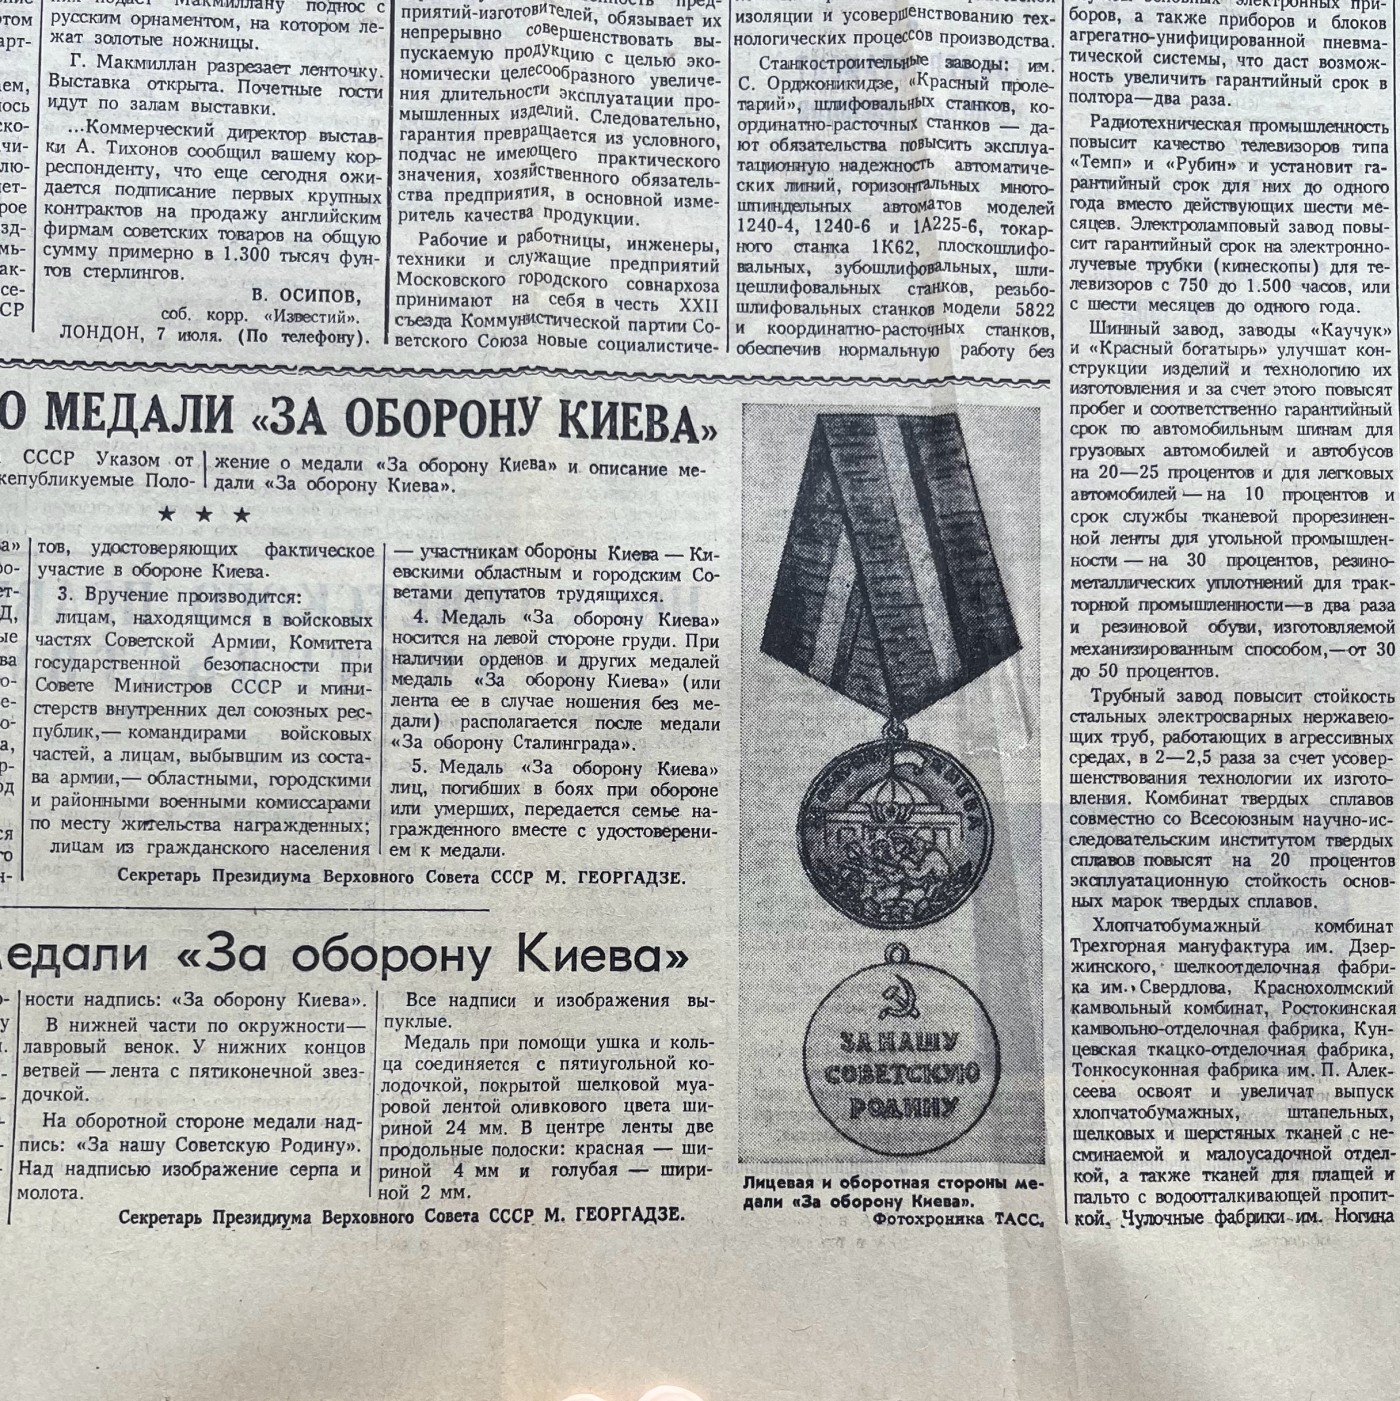 Макмиллану поднос с
русским орнаментом, на котором ле-
жат золотые ножницы.
Г. Макмиллан разрезает ленточку.
Выставка открыта. Почетные гости
идут по залам выставки.
...Коммерческий директор выстав-
ки А. Тихонов сообщил вашему кор-
респонденту, что еще сегодня ожи-
дается подписание первых крупных
контрактов на продажу английским
фирмам советских товаров на общую
сумму примерно в 1.300 тысяч фун-
тов стерлингов.
В. ОСИПОВ,
соб. корр. «Известий».
ЛОНДОН, 7 июля. (По телефону).
приятий-изготовителей, обязывает их
непрерывно совершенствовать вы-
пускаемую продукцию с целью эко-
номически целесообразного увеличе-
ния длительности эксплуатации про-
мышленных изделий. Следовательно,
гарантия превращается из условного,
подчас не имеющего практического
значения, хозяйственного обязатель-
ства предприятия, в основной изме-
ритель качества продукции.
Рабочие и работницы, инженеры,
техники и служащие предприятий
Московского городского совнархоза
принимают на себя в честь XXII
съезда Коммунистической партии Со-
ветского Союза новые социалистиче-
изоляции и усовершенствованию тех-
нологических процессов производства.
Станкостроительные заводы: им.
С. Орджоникидзе, «Красный проле-
тарий», шлифовальных станков, ко-
ординатно-расточных станков — да-
ют обязательства повысить эксплуа-
тационную надежность автоматиче-
ских линий, горизонтальных много-
шпиндельных автоматов моделей
1240-4, 1240-6 и 1А225-6, токар-
ного станка 1К62, плоскошлифо-
вальных, зубошлифовальных, шли-
цешлифовальных станков, резьбо-
шлифовальных станков модели 5822
и координатно-расточных станков,
обеспечив нормальную работу без
боров, а также приборов и блоков
агрегатно-унифицированной пневма-
тической системы, что даст возмож-
ность увеличить гарантийный срок в
полтора—два раза.
Радиотехническая промышленность
повысит качество телевизоров типа
«Темп» и «Рубин» и установит га-
рантийный срок для них до одного
года вместо действующих шести ме-
сяцев. Электроламповый завод повы-
сит гарантийный срок на электронно-
лучевые трубки (кинескопы) для те-
левизоров с 750 до 1.500 часов, или
с шести месяцев до одного года.
Шинный завод, заводы «Каучук»
и «Красный богатырь» улучшат кон-
струкции изделий и технологию их
изготовления и за счет этого повысят
пробег и соответственно гарантийный
срок по автомобильным шинам для
грузовых автомобилей и автобусов
на 20—25 процентов и для легковых
автомобилей — на 10 процентов и
срок службы тканевой прорезинен-
ной ленты для угольной промышлен-
ности — на 30 процентов, резино-
металлических уплотнений для трак-
торной промышленности—в два раза
и резиновой обуви, изготовляемой
механизированным способом,—от 30
до 50 процентов.
Трубный завод повысит стойкость
стальных электросварных нержавею-
щих труб, работающих в агрессивных
средах, в 2—2,5 раза за счет усовер-
шенствования технологии их изгото-
вления. Комбинат твердых сплавов
совместно со Всесоюзным научно-ис-
следовательским институтом твердых
сплавов повысят на 20 процентов
эксплуатационную стойкость основ-
ных марок твердых сплавов.
Хлопчатобумажный комбинат
Трехгорная мануфактура им. Дзер-
жинского, шелкоотделочная фабри-
ка им. Свердлова, Краснохолмский
камвольный комбинат, Ростокинская
камвольно-отделочная фабрика, Кун-
цевская ткацко-отделочная фабрика,
Тонкосуконная фабрика им. П. Алек-
сеева освоят и увеличат выпуск
хлопчатобумажных, штапельных,
шелковых и шерстяных тканей с не-
сминаемой и малоусадочной отдел-
кой, а также тканей для плащей и
пальто с водоотталкивающей пропит-
кой. Чулочные фабрики им. Ногина
О МЕДАЛИ «ЗА ОБОРОНУ КИЕВА»
СССР Указом от
публикуемые Поло-
жение о медали «За оборону Киева» и описание ме-
дали «За оборону Киева».
★ ★ ★
тов, удостоверяющих фактическое
участие в обороне Киева.
3. Вручение производится:
лицам, находящимся в войсковых
частях Советской Армии, Комитета
государственной безопасности при
Совете Министров СССР и мини-
стерств внутренних дел союзных рес-
публик,— командирами войсковых
частей, а лицам, выбывшим из соста-
ва армии,— областными, городскими
и районными военными комиссарами
по месту жительства награжденных;
лицам из гражданского населения
— участникам обороны Киева — Ки-
евскими областным и городским Со-
ветами депутатов трудящихся.
4. Медаль «За оборону Киева»
носится на левой стороне груди. При
наличии орденов и других медалей
медаль «За оборону Киева» (или
лента ее в случае ношения без ме-
дали) располагается после медали
«За оборону Сталинграда».
5. Медаль «За оборону Киева»
лиц, погибших в боях при обороне
или умерших, передается семье на-
гражденного вместе с удостоверени-
ем к медали.
Секретарь Президиума Верховного Совета СССР М. ГЕОРГАДЗЕ.
медали «За оборону Киева»
ности надпись: «За оборону Киева».
В нижней части по окружности—
лавровый венок. У нижних концов
ветвей — лента с пятиконечной звез-
дочкой.
На оборотной стороне медали над-
пись: «За нашу Советскую Родину».
Над надписью изображение серпа и
молота.
Все надписи и изображения вы-
пуклые.
Медаль при помощи ушка и коль-
ца соединяется с пятиугольной ко-
лодочкой, покрытой шелковой муа-
ровой лентой оливкового цвета ши-
риной 24 мм. В центре ленты две
продольные полоски: красная — ши-
риной 4 мм и голубая — шири-
ной 2 мм.
Секретарь Президиума Верховного Совета СССР М. ГЕОРГАДЗЕ.
КИЕВА
ЗА НАШУ
СОВЕТСКУЮ
РОДИНУ
Лицевая и оборотная стороны ме-
дали «За оборону Киева».
Фотохроника ТАСС.